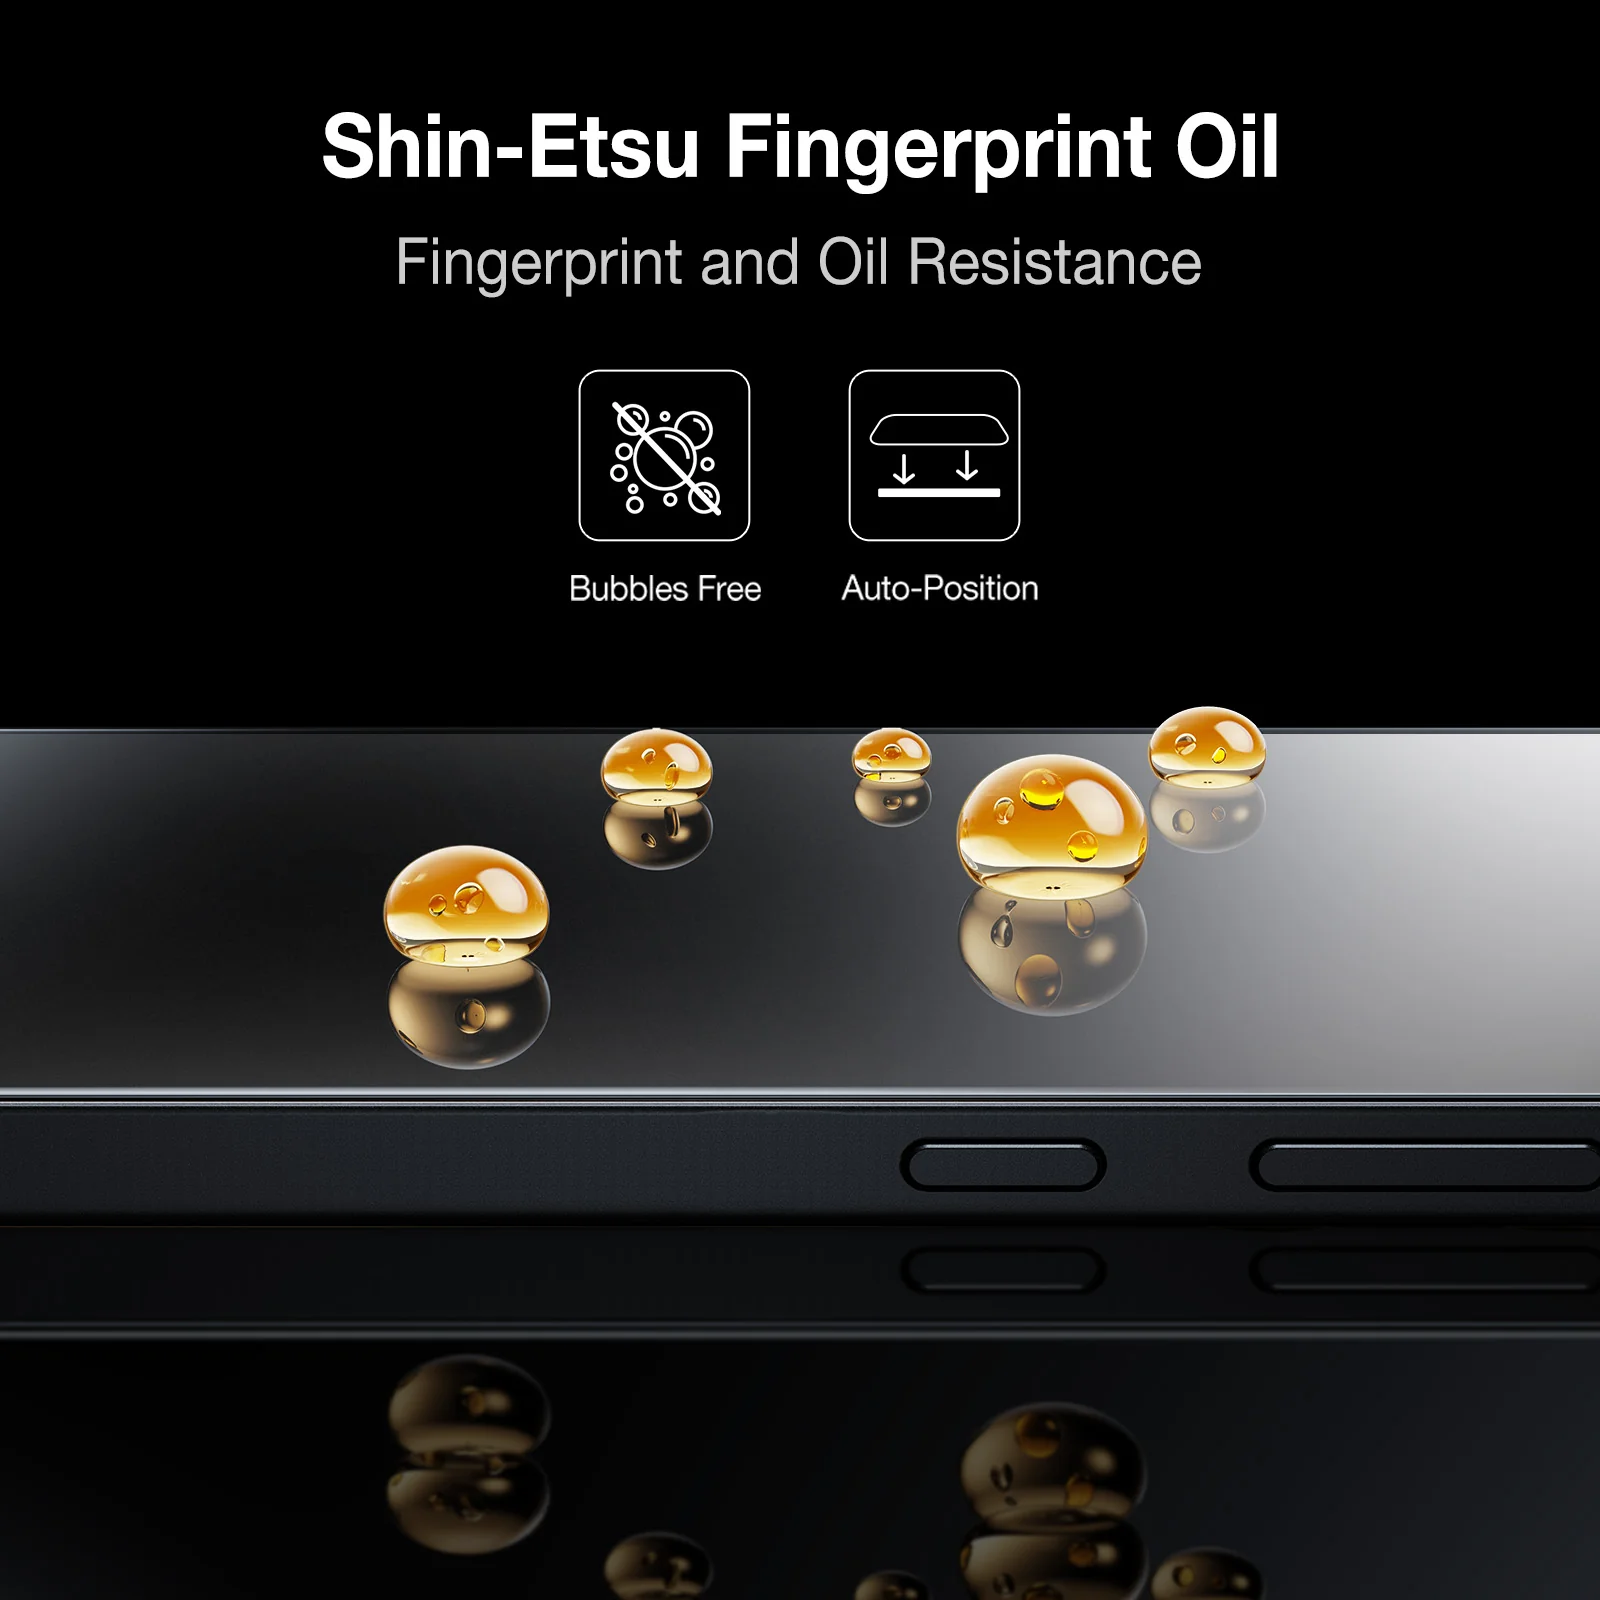 Shin-Etsu Fingerprint Oil
Fingerprint and Oil Resistance
Bubbles Free
Auto-Position